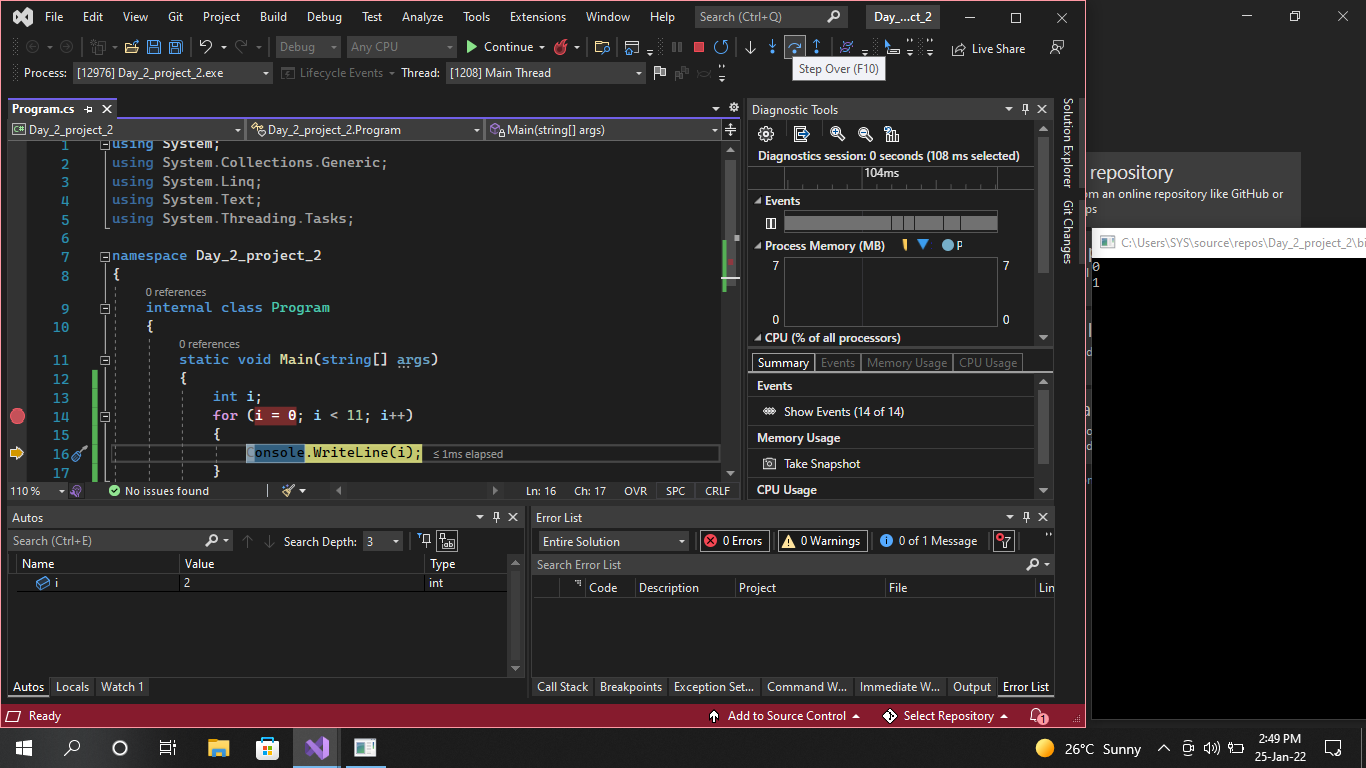 File Edit View Git Project Build Debug Test Analyze Tools Extensions Window Help Search (Ctrl+Q) Day_...ct_2
Debug Any CPU Continue Live Share
Step Over (F10)
Process: [12976] Day_2_project_2.exe Lifecycle Events Thread: [1208] Main Thread
Program.cs
Day_2_project_2 Day_2_project_2.Program Main(string[] args)
1 using System;
2 using System.Collections.Generic;
3 using System.Linq;
4 using System.Text;
5 using System.Threading.Tasks;
6
7 namespace Day_2_project_2
8 {
0 references
9 internal class Program
10 {
0 references
11 static void Main(string[] args)
12 {
13 int i;
14 for (i = 0; i < 11; i++)
15 {
16 Console.WriteLine(i); ≤ 1ms elapsed
17 }
110 % No issues found Ln: 16 Ch: 17 OVR SPC CRLF
Diagnostic Tools
Diagnostics session: 0 seconds (108 ms selected)
104ms
Events
Process Memory (MB) P
7 7
0 0
CPU (% of all processors)
Summary Events Memory Usage CPU Usage
Events
Show Events (14 of 14)
Memory Usage
Take Snapshot
CPU Usage
Solution Explorer
Git Changes
repository
om an online repository like GitHub or
ps
C:\Users\SYS\source\repos\Day_2_project_2\bi
0
1
Autos
Search (Ctrl+E) Search Depth: 3
Name Value Type
i 2 int
Autos Locals Watch 1
Error List
Entire Solution 0 Errors 0 Warnings 0 of 1 Message
Search Error List
Code Description Project File Lin
Call Stack Breakpoints Exception Set... Command W... Immediate W... Output Error List
Ready Add to Source Control Select Repository 1
26°C Sunny 2:49 PM
25-Jan-22